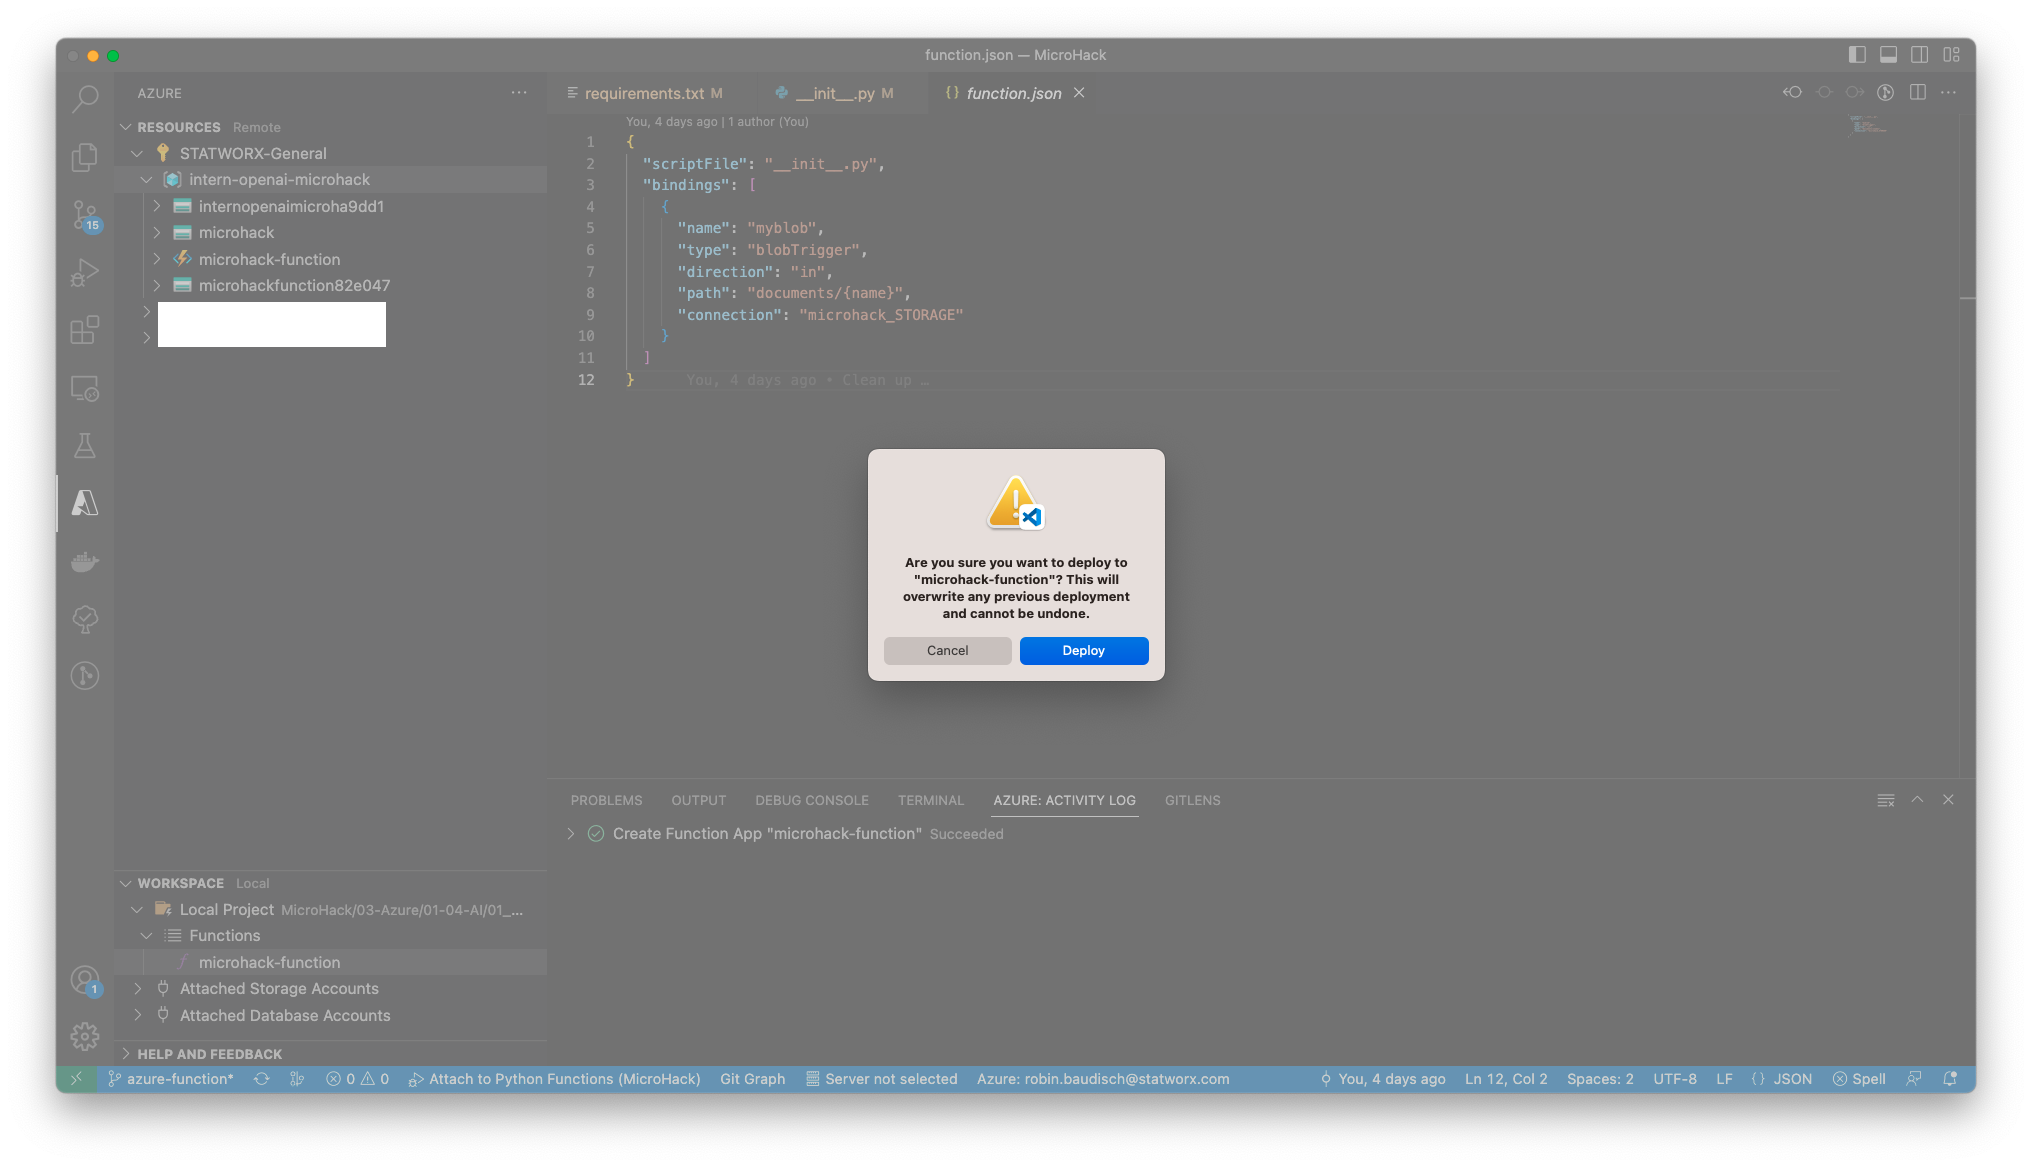 function.json — MicroHack
AZURE
RESOURCES Remote
STATWORX-General
intern-openai-microhack
internopenaimicroha9dd1
microhack
microhack-function
microhackfunction82e047
15
requirements.txt M
__init__.py M
{} function.json
You, 4 days ago | 1 author (You)
1 {
2 "scriptFile": "__init__.py",
3 "bindings": [
4 {
5 "name": "myblob",
6 "type": "blobTrigger",
7 "direction": "in",
8 "path": "documents/{name}",
9 "connection": "microhack_STORAGE"
10 }
11 ]
12 } You, 4 days ago • Clean up …
Are you sure you want to deploy to
"microhack-function"? This will
overwrite any previous deployment
and cannot be undone.
Cancel Deploy
PROBLEMS OUTPUT DEBUG CONSOLE TERMINAL AZURE: ACTIVITY LOG GITLENS
Create Function App "microhack-function" Succeeded
WORKSPACE Local
Local Project MicroHack/03-Azure/01-04-AI/01_...
Functions
microhack-function
Attached Storage Accounts
Attached Database Accounts
HELP AND FEEDBACK
1
azure-function* 0 0 Attach to Python Functions (MicroHack) Git Graph Server not selected Azure: robin.baudisch@statworx.com You, 4 days ago Ln 12, Col 2 Spaces: 2 UTF-8 LF {} JSON Spell